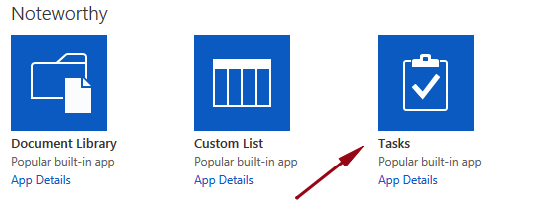 Noteworthy
Document Library
Popular built-in app
App Details
Custom List
Popular built-in app
App Details
Tasks
Popular built-in app
App Details